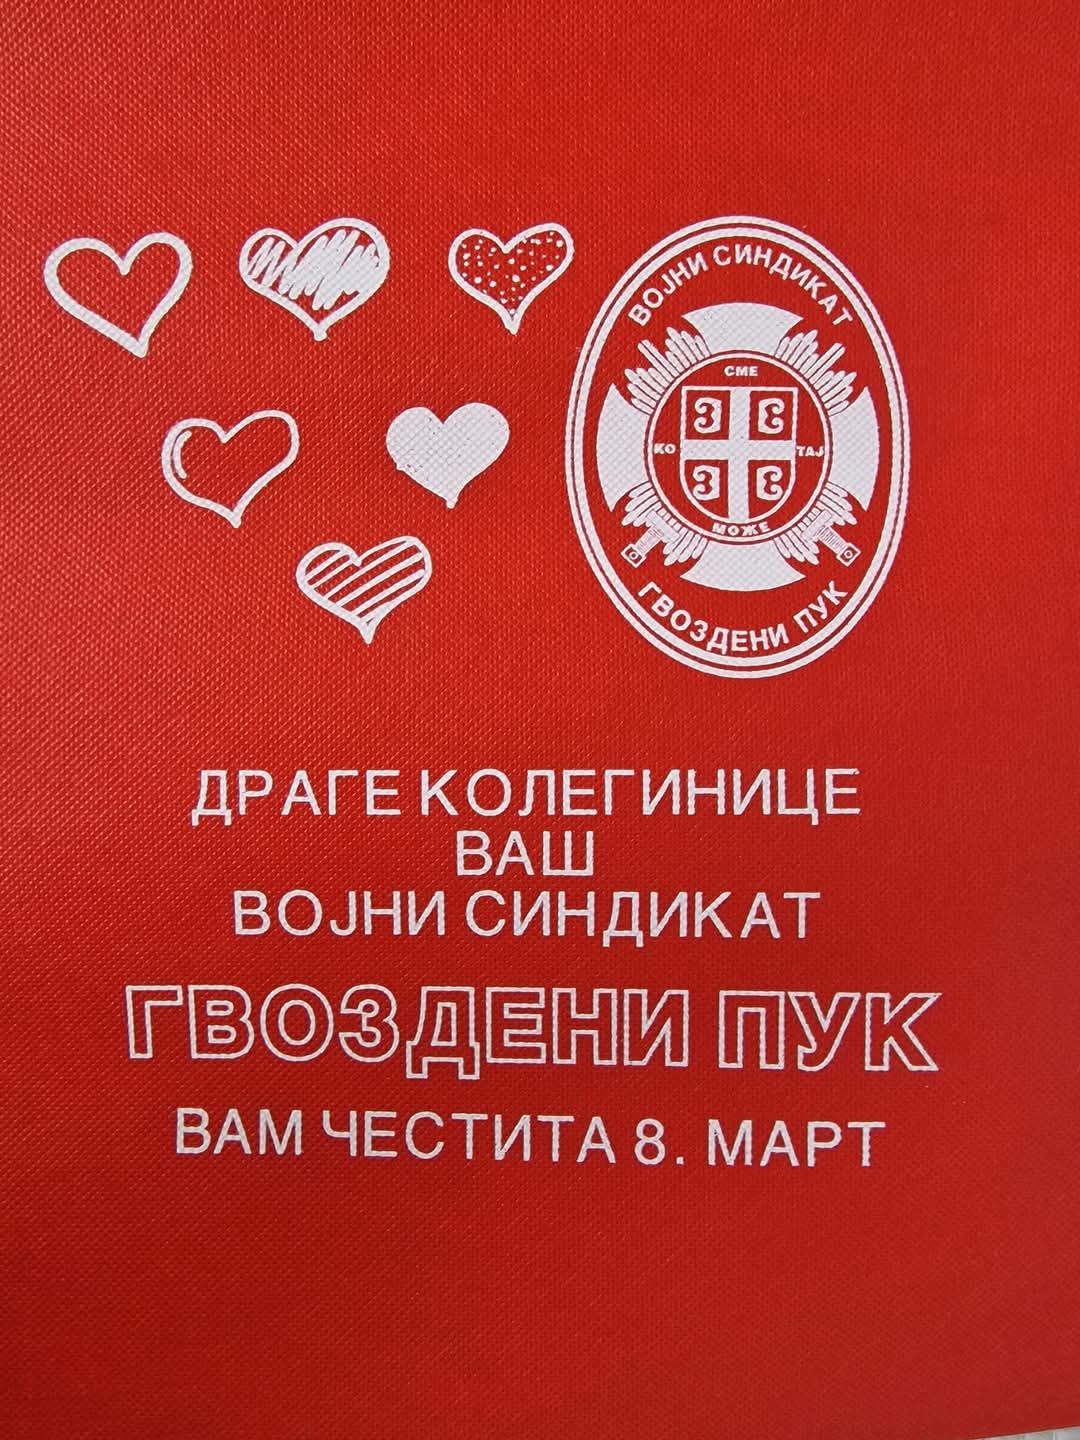 ВОЈНИ СИНДИКАТ
СМЕ
КО ТАЈ
МОЖЕ
ГВОЗДЕНИ ПУК
ДРАГЕ КОЛЕГИНИЦЕ
ВАШ
ВОЈНИ СИНДИКАТ
ГВОЗДЕНИ ПУК
ВАМ ЧЕСТИТА 8. МАРТ